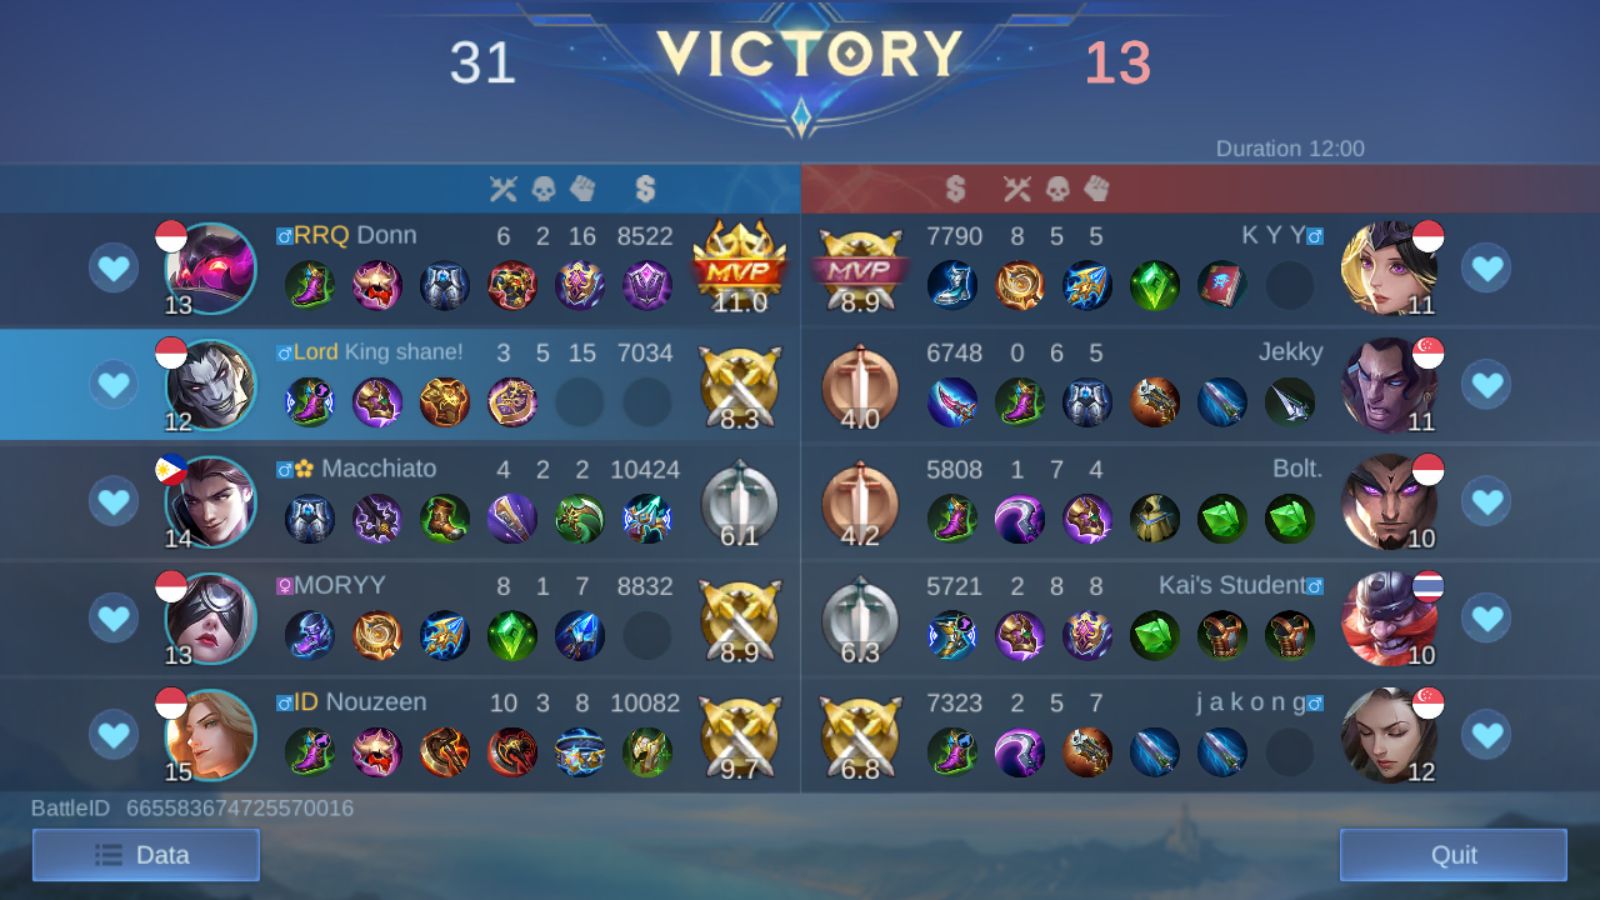 31 VICTORY 13
Duration 12:00
RRQ Donn 6 2 16 8522 MVP 11.0
13
MVP 8.9 7790 8 5 5 K Y Y
11
Lord King shane! 3 5 15 7034 8.3
12
4.0 6748 0 6 5 Jekky
11
Macchiato 4 2 2 10424 6.1
14
4.2 5808 1 7 4 Bolt.
10
MORYY 8 1 7 8832 8.9
13
6.3 5721 2 8 8 Kai's Student
10
ID Nouzeen 10 3 8 10082 9.7
15
6.8 7323 2 5 7 j a k o n g
12
BattleID 665583674725570016
Data
Quit